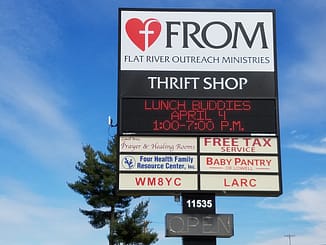 FROM
FLAT RIVER OUTREACH MINISTRIES
THRIFT SHOP
LUNCH BUDDIES
APRIL 4
1:00-7:00 P.M.
Prayer & Healing Rooms
FREE TAX
SERVICE
Four Health Family
Resource Center, Inc.
BABY PANTRY
OF LOWELL
WM8YC
LARC
11535
OPEN